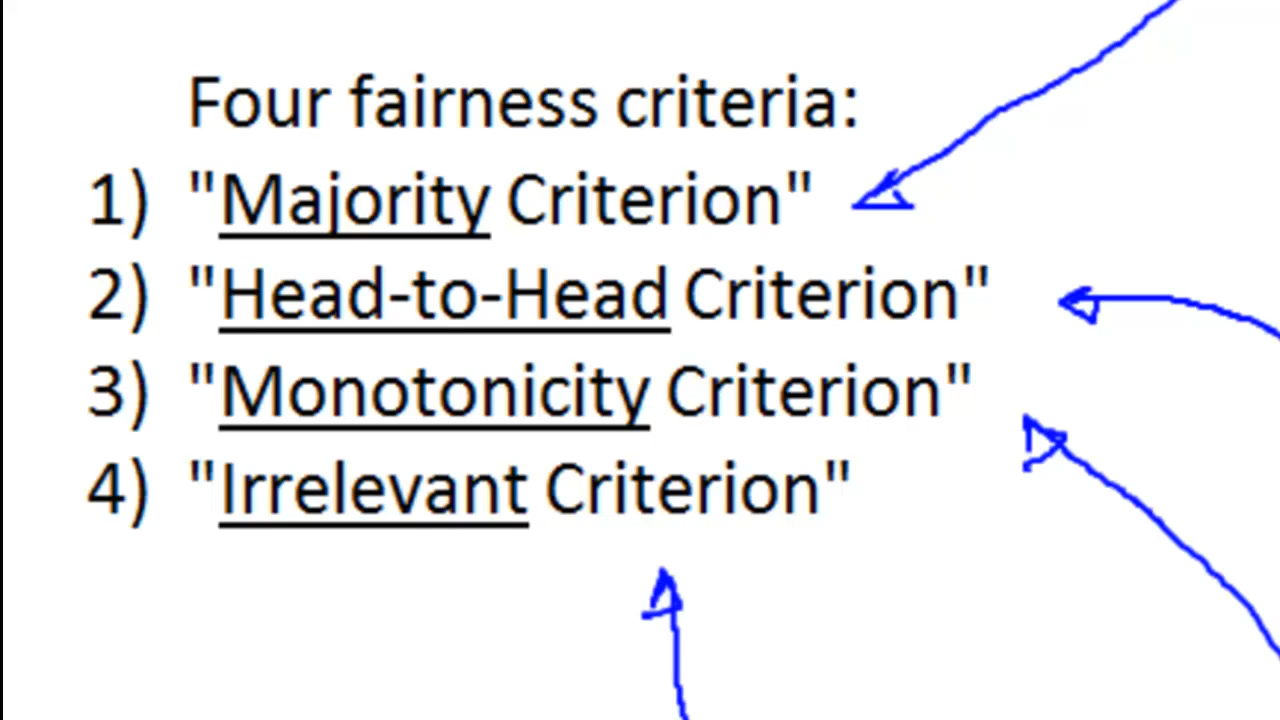 Four fairness criteria:
1) "Majority Criterion"
2) "Head-to-Head Criterion"
3) "Monotonicity Criterion"
4) "Irrelevant Criterion"